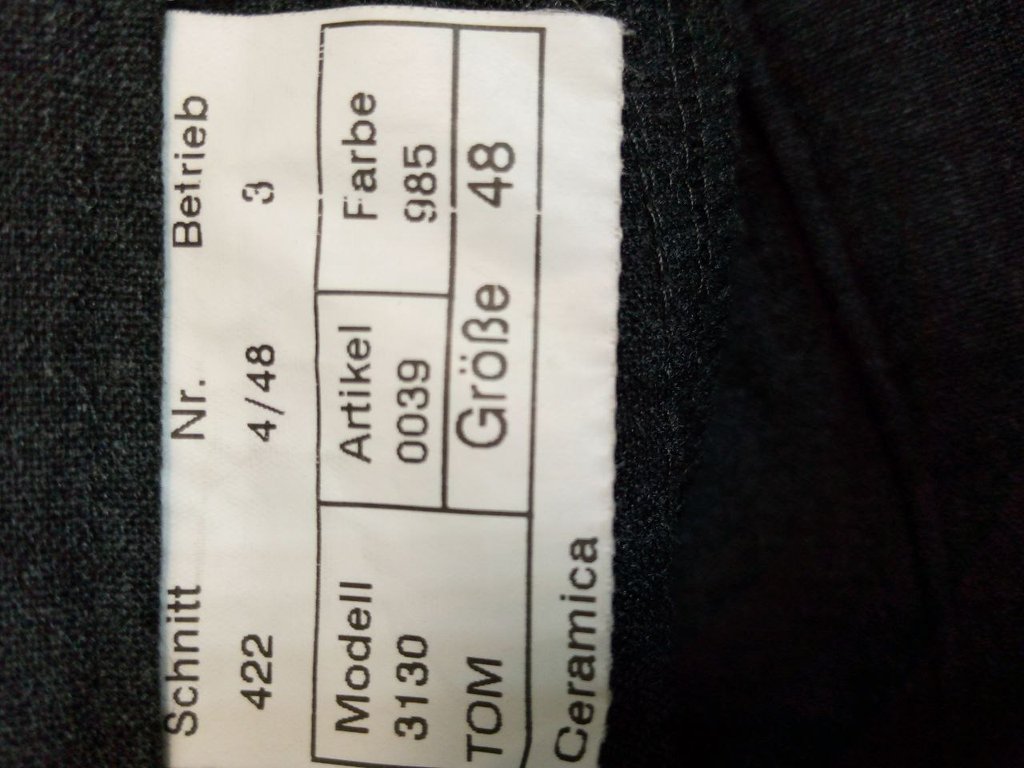 Schnitt Nr. Betrieb
422 4/48 3
Modell Artikel Farbe
3130 0039 985
TOM Größe 48
Ceramica